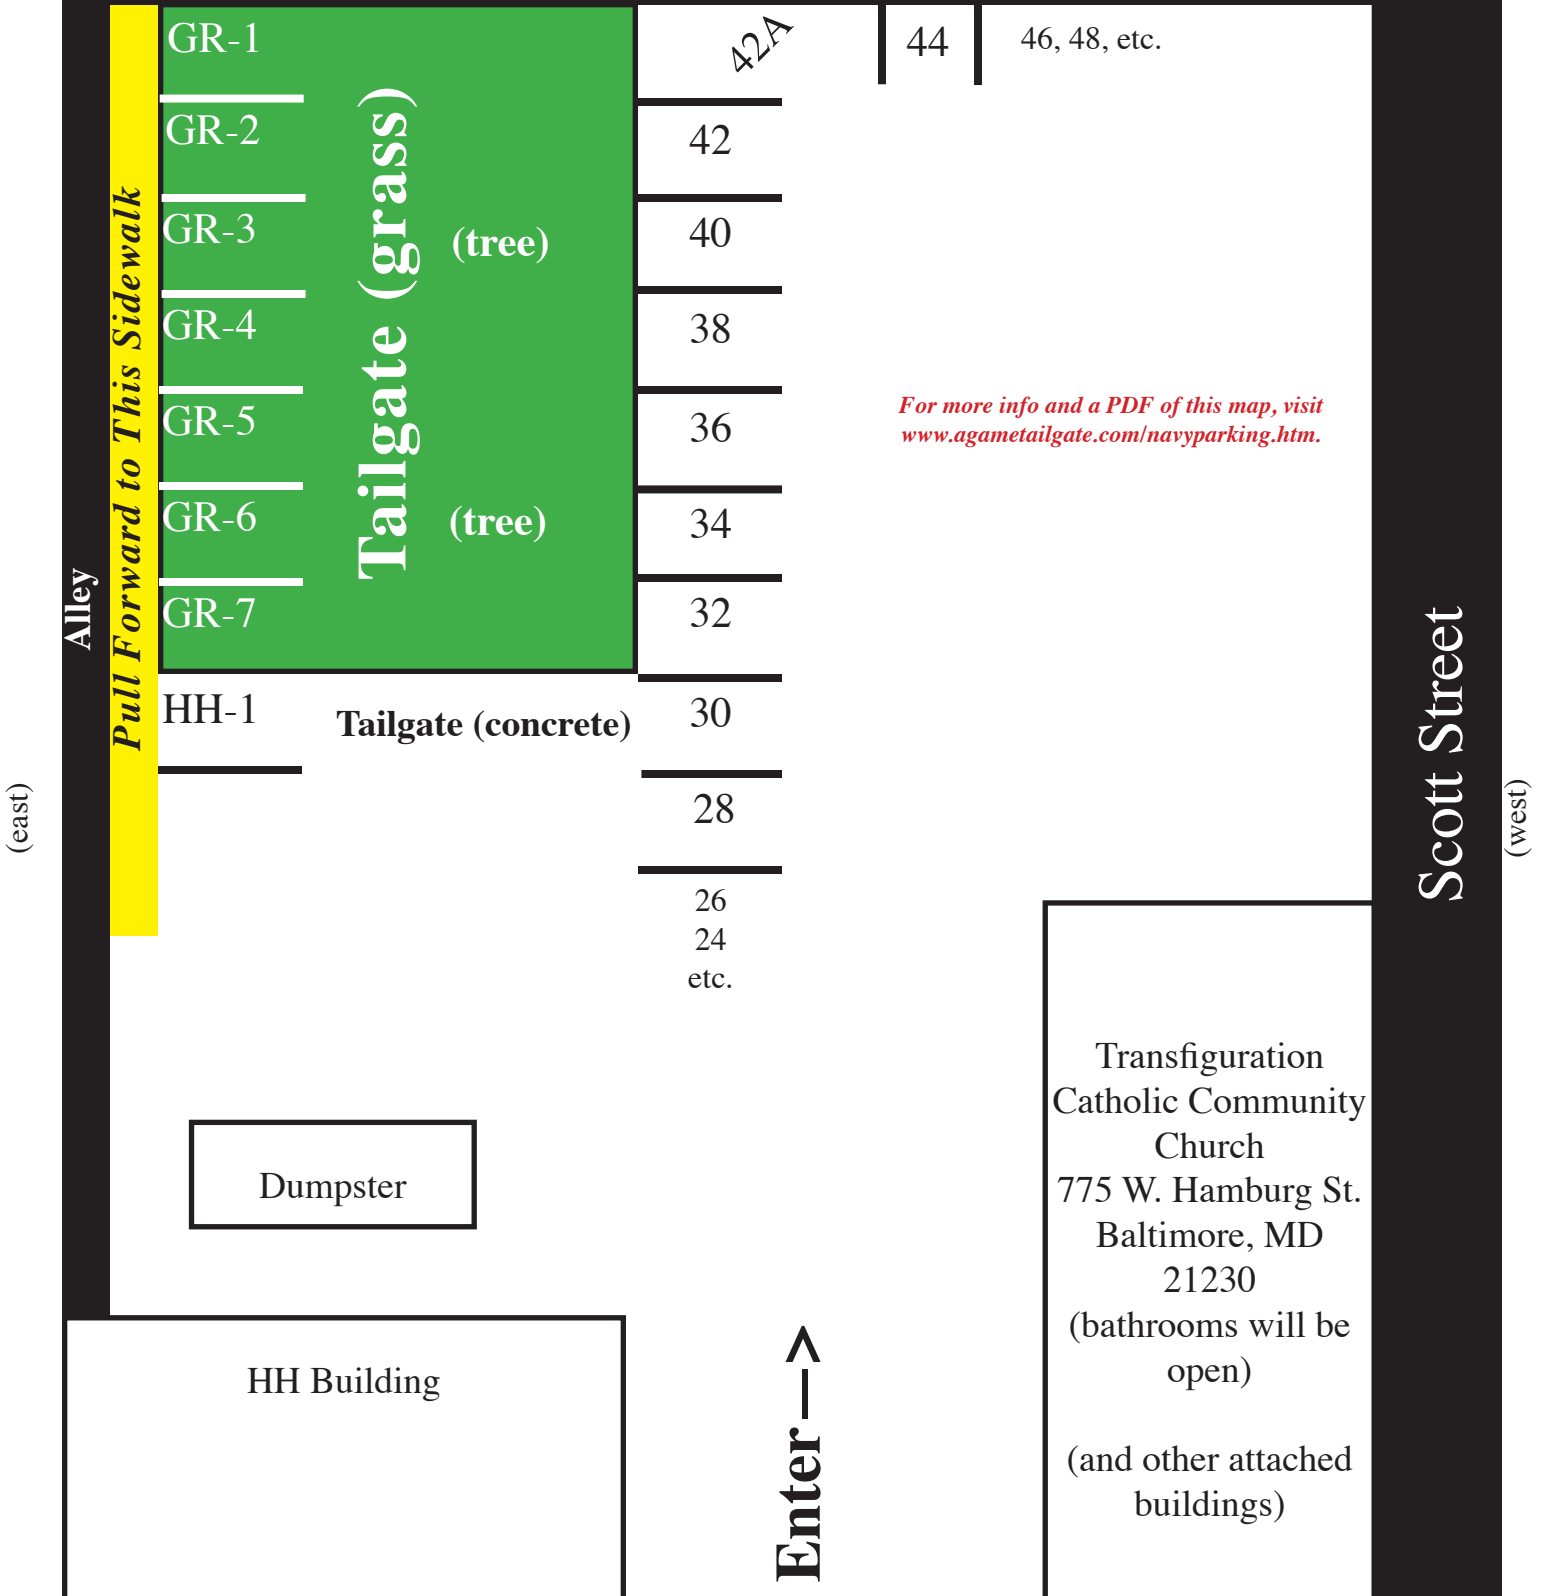 GR-1
GR-2
GR-3
GR-4
GR-5
GR-6
GR-7
HH-1
Tailgate (grass)
(tree)
(tree)
Tailgate (concrete)
Pull Forward to This Sidewalk
Alley
(east)
42A
42
40
38
36
34
32
30
28
26
24
etc.
44
46, 48, etc.
For more info and a PDF of this map, visit
www.agametailgate.com/navyparking.htm.
Scott Street
(west)
Dumpster
HH Building
Enter—>
Transfiguration
Catholic Community
Church
775 W. Hamburg St.
Baltimore, MD
21230
(bathrooms will be
open)
(and other attached
buildings)